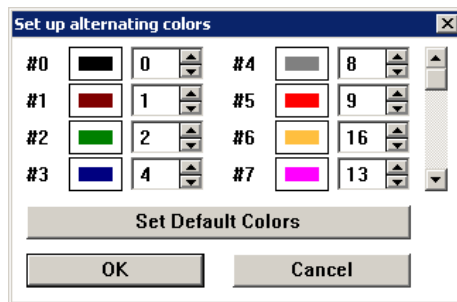 Set up alternating colors
#0 0 #4 8
#1 1 #5 9
#2 2 #6 16
#3 4 #7 13
Set Default Colors
OK Cancel